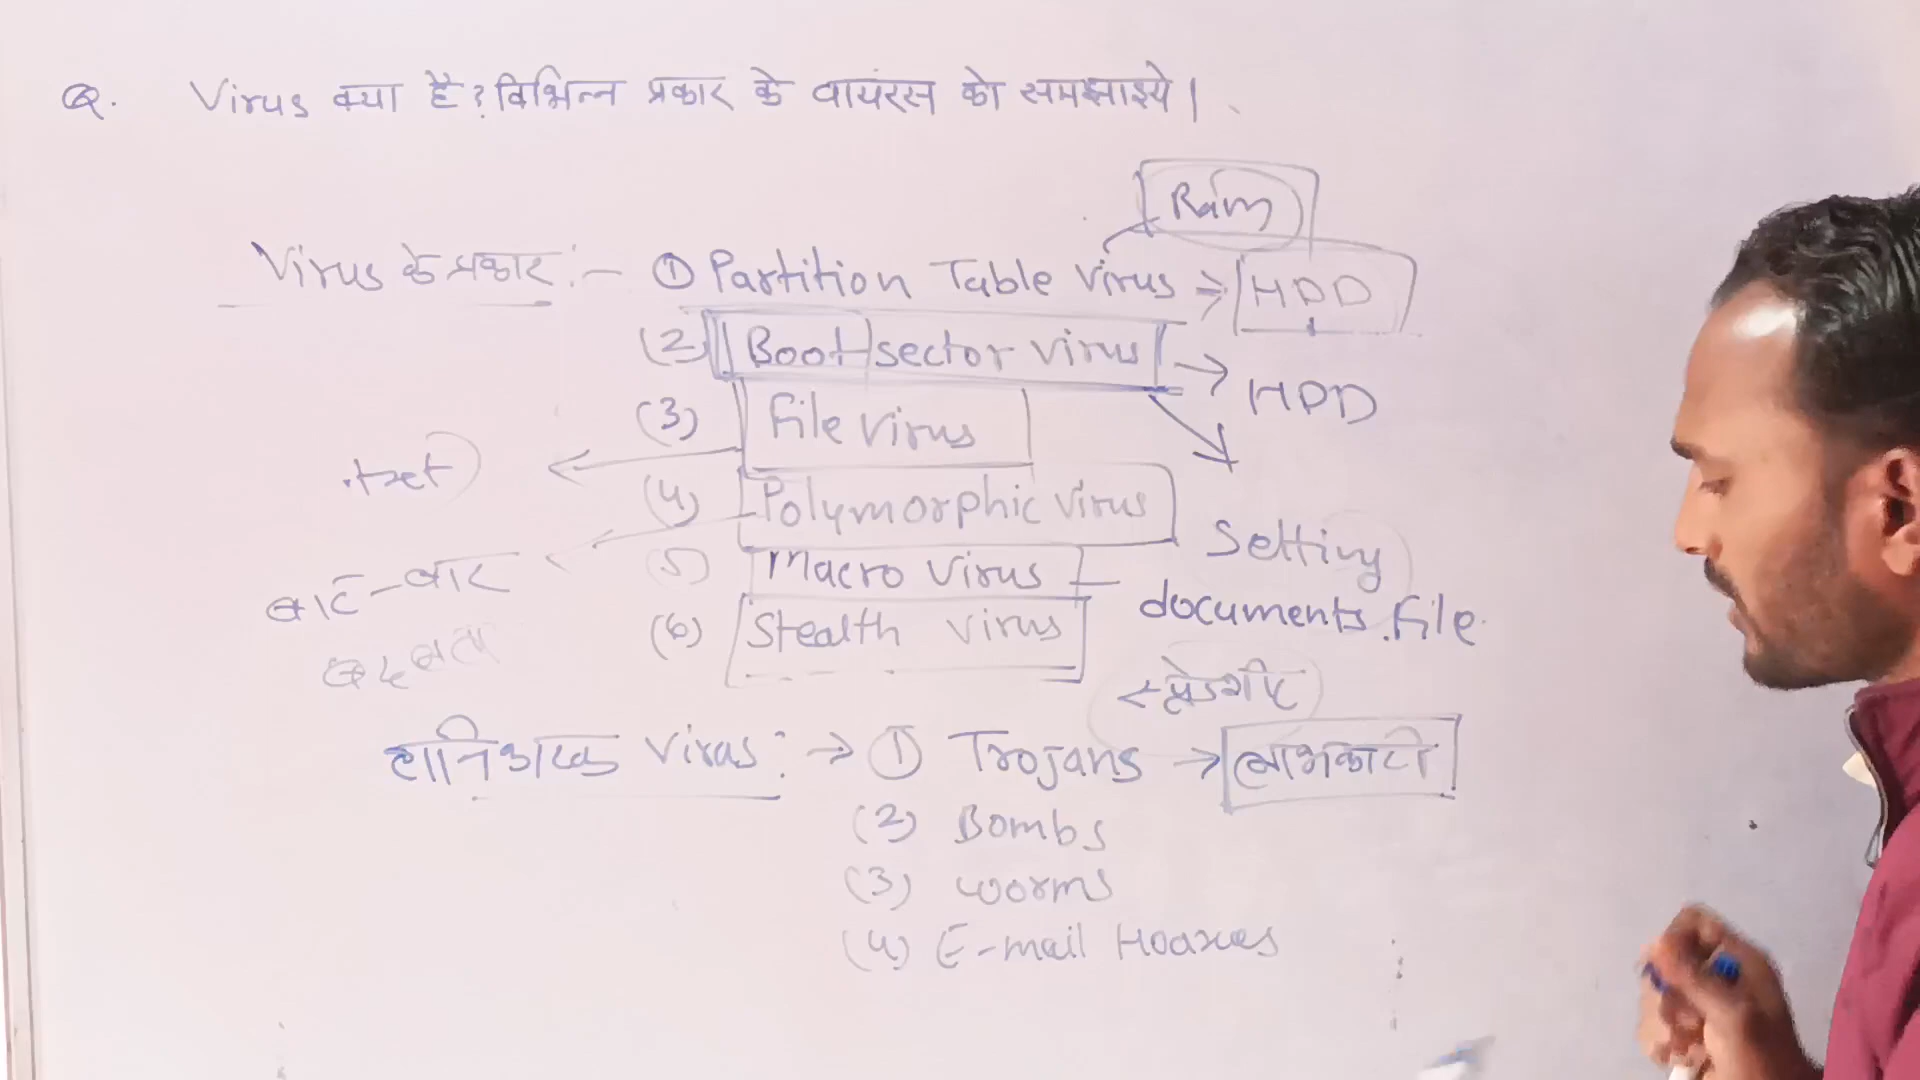 Q. Virus क्या है? विभिन्न प्रकार के वायरस को समझाइये।
Ram
Virus के प्रकार :- ① Partition Table Virus → HDD
(2) Boot sector virus → HDD
(3) File virus
.txt
(4) Polymorphic virus
Setting
बार-बार
(5) Macro virus
documents.file
बदलता
(6) Stealth virus
स्प्रेडशीट
हानिकारक Virus : → ① Trojans → लाभकारी
(2) Bombs
(3) worms
(4) E-mail Hoaxes